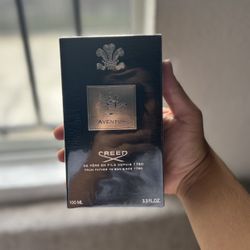 AVENTUS
CREED
DE PÈRE EN FILS DEPUIS 1760
FROM FATHER TO SON SINCE 1760
100 ML 3.3 FL.OZ.